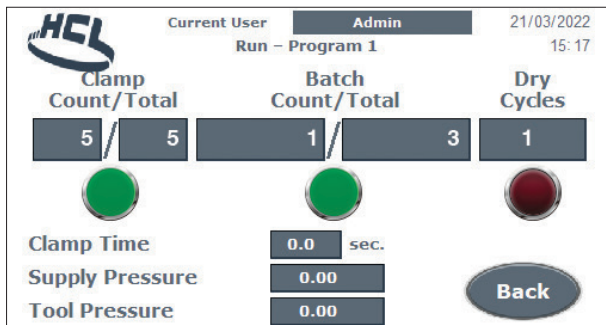 HCL Current User Admin 21/03/2022
Run – Program 1 15:17
Clamp Batch Dry
Count/Total Count/Total Cycles
5 / 5 1 / 3 1
Clamp Time 0.0 sec.
Supply Pressure 0.00
Back
Tool Pressure 0.00